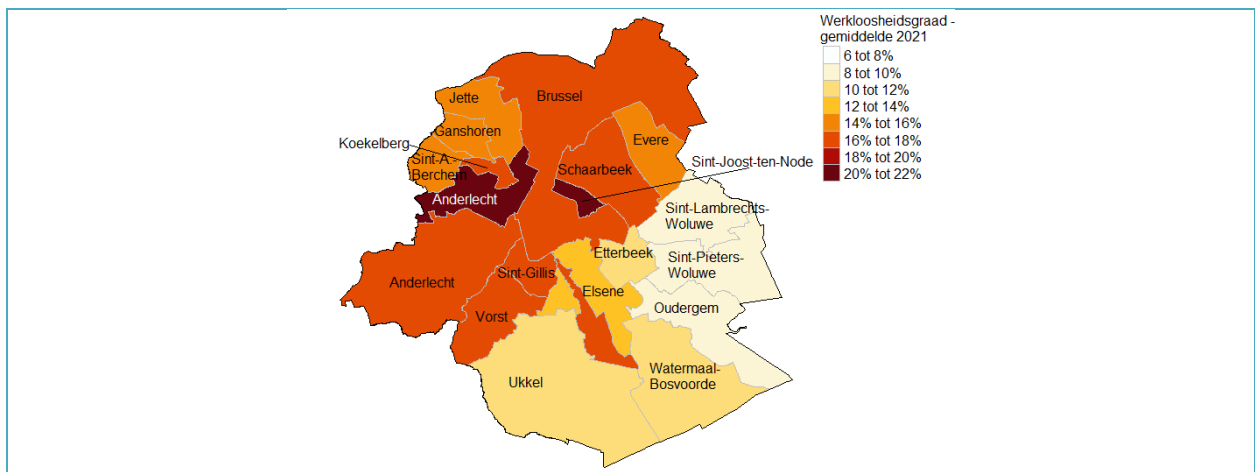 Werkloosheidsgraad -
gemiddelde 2021
6 tot 8%
8 tot 10%
10 tot 12%
12 tot 14%
14% tot 16%
16% tot 18%
18% tot 20%
20% tot 22%
Jette
Brussel
Ganshoren
Koekelberg
Evere
Sint-A.-
Berchem
Schaarbeek
Sint-Joost-ten-Node
Anderlecht
Sint-Lambrechts-
Woluwe
Etterbeek
Sint-Pieters-
Woluwe
Anderlecht
Sint-Gillis
Elsene
Oudergem
Vorst
Watermaal-
Bosvoorde
Ukkel